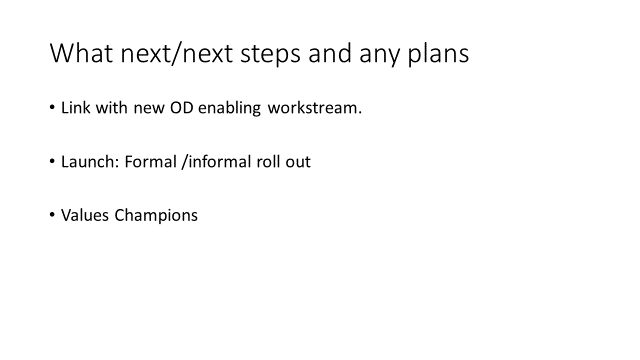 What next/next steps and any plans
• Link with new OD enabling workstream.
• Launch: Formal /informal roll out
• Values Champions